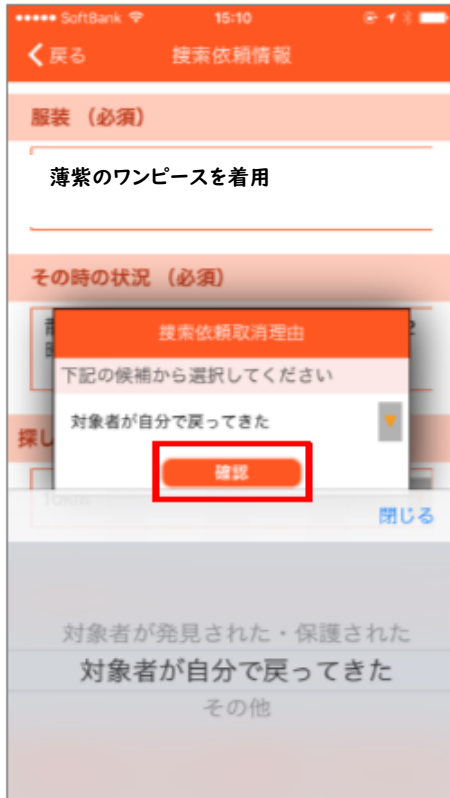 SoftBank 15:10
戻る 捜索依頼情報
服装 （必須）
薄紫のワンピースを着用
その時の状況 （必須）
捜索依頼取消理由
下記の候補から選択してください
対象者が自分で戻ってきた
探し
確認
10km
閉じる
対象者が発見された・保護された
対象者が自分で戻ってきた
その他